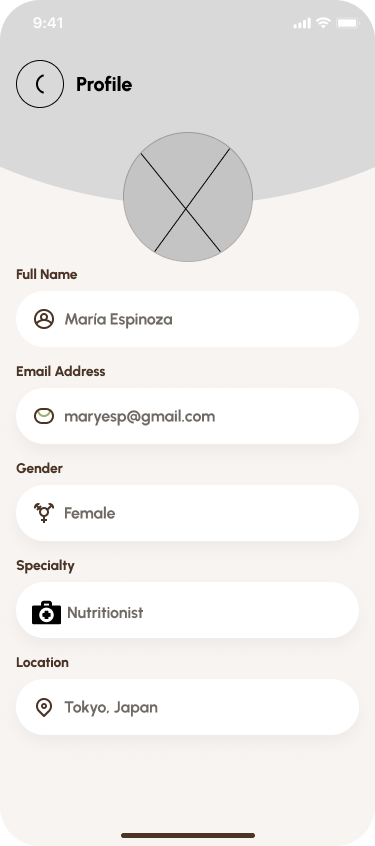 9:41
Profile
Full Name
María Espinoza
Email Address
maryesp@gmail.com
Gender
Female
Specialty
Nutritionist
Location
Tokyo, Japan